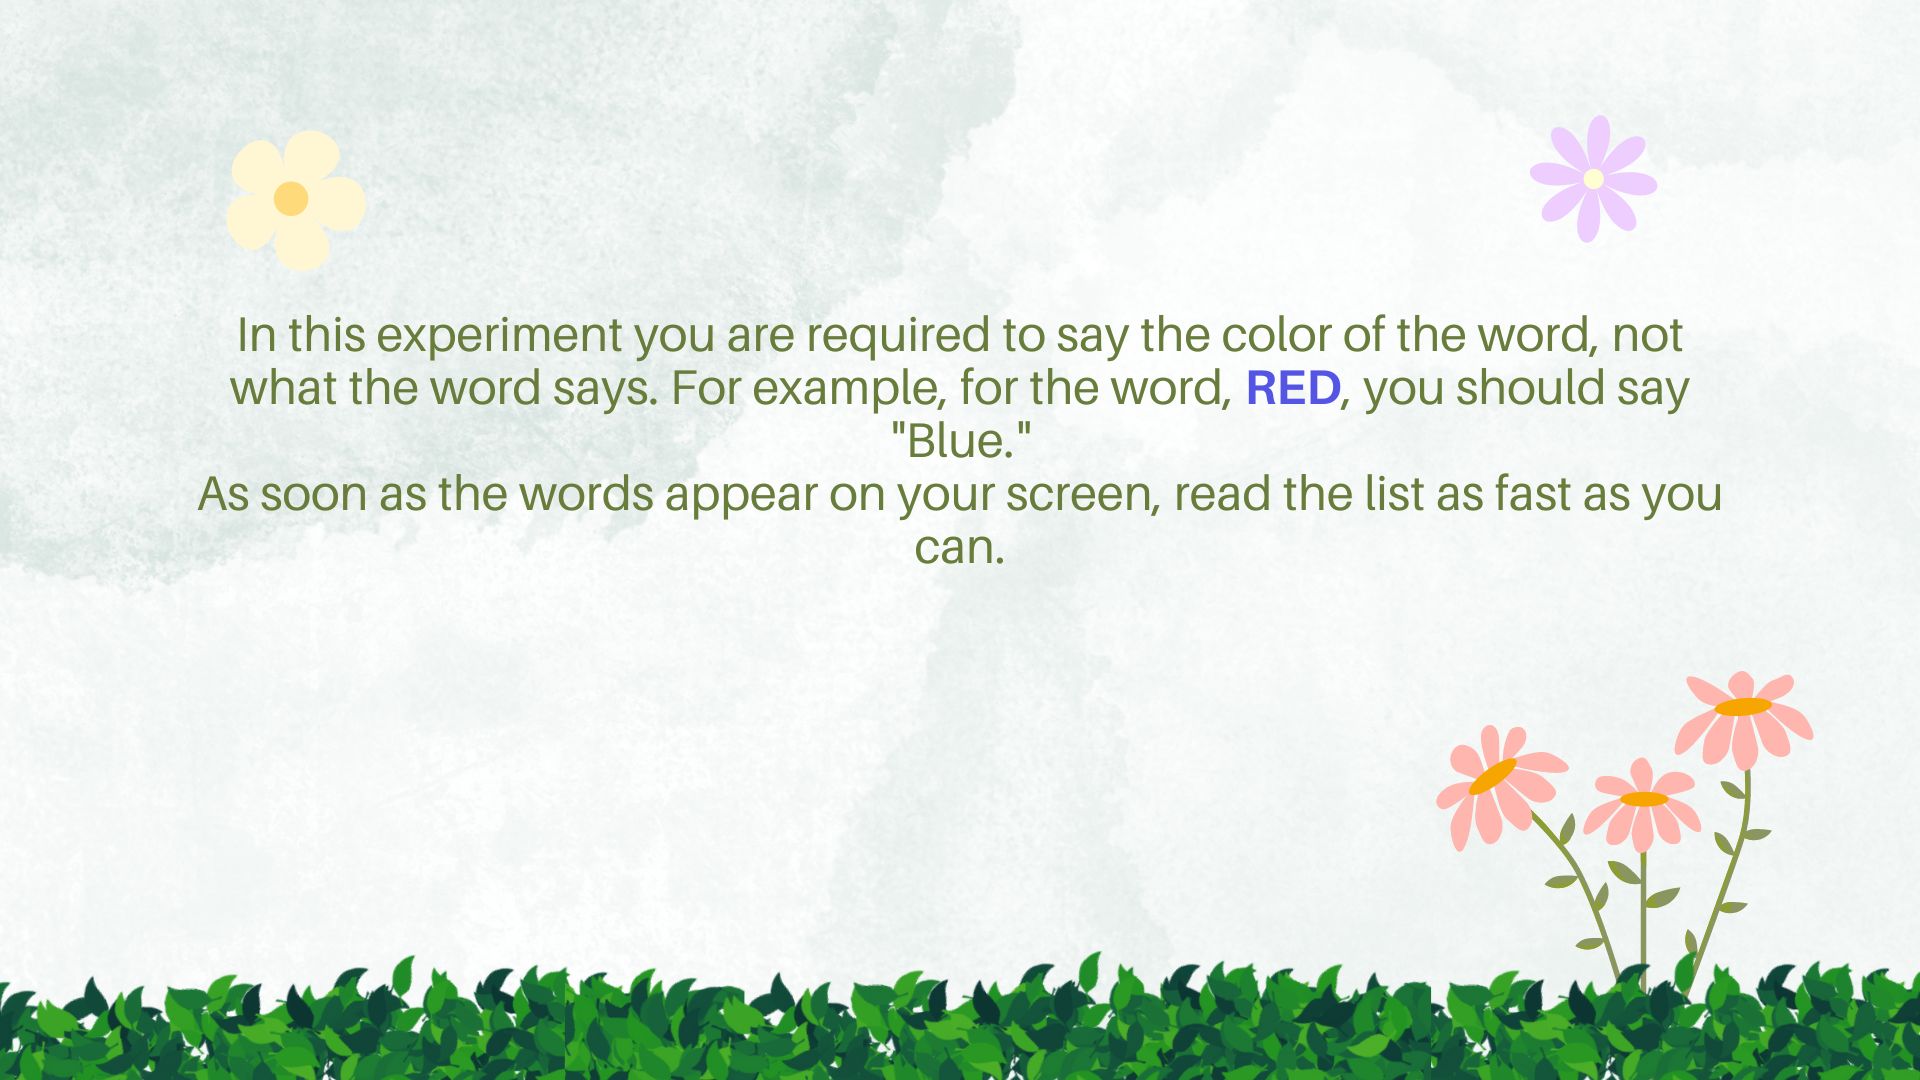 In this experiment you are required to say the color of the word, not
what the word says. For example, for the word, RED, you should say
"Blue."
As soon as the words appear on your screen, read the list as fast as you
can.